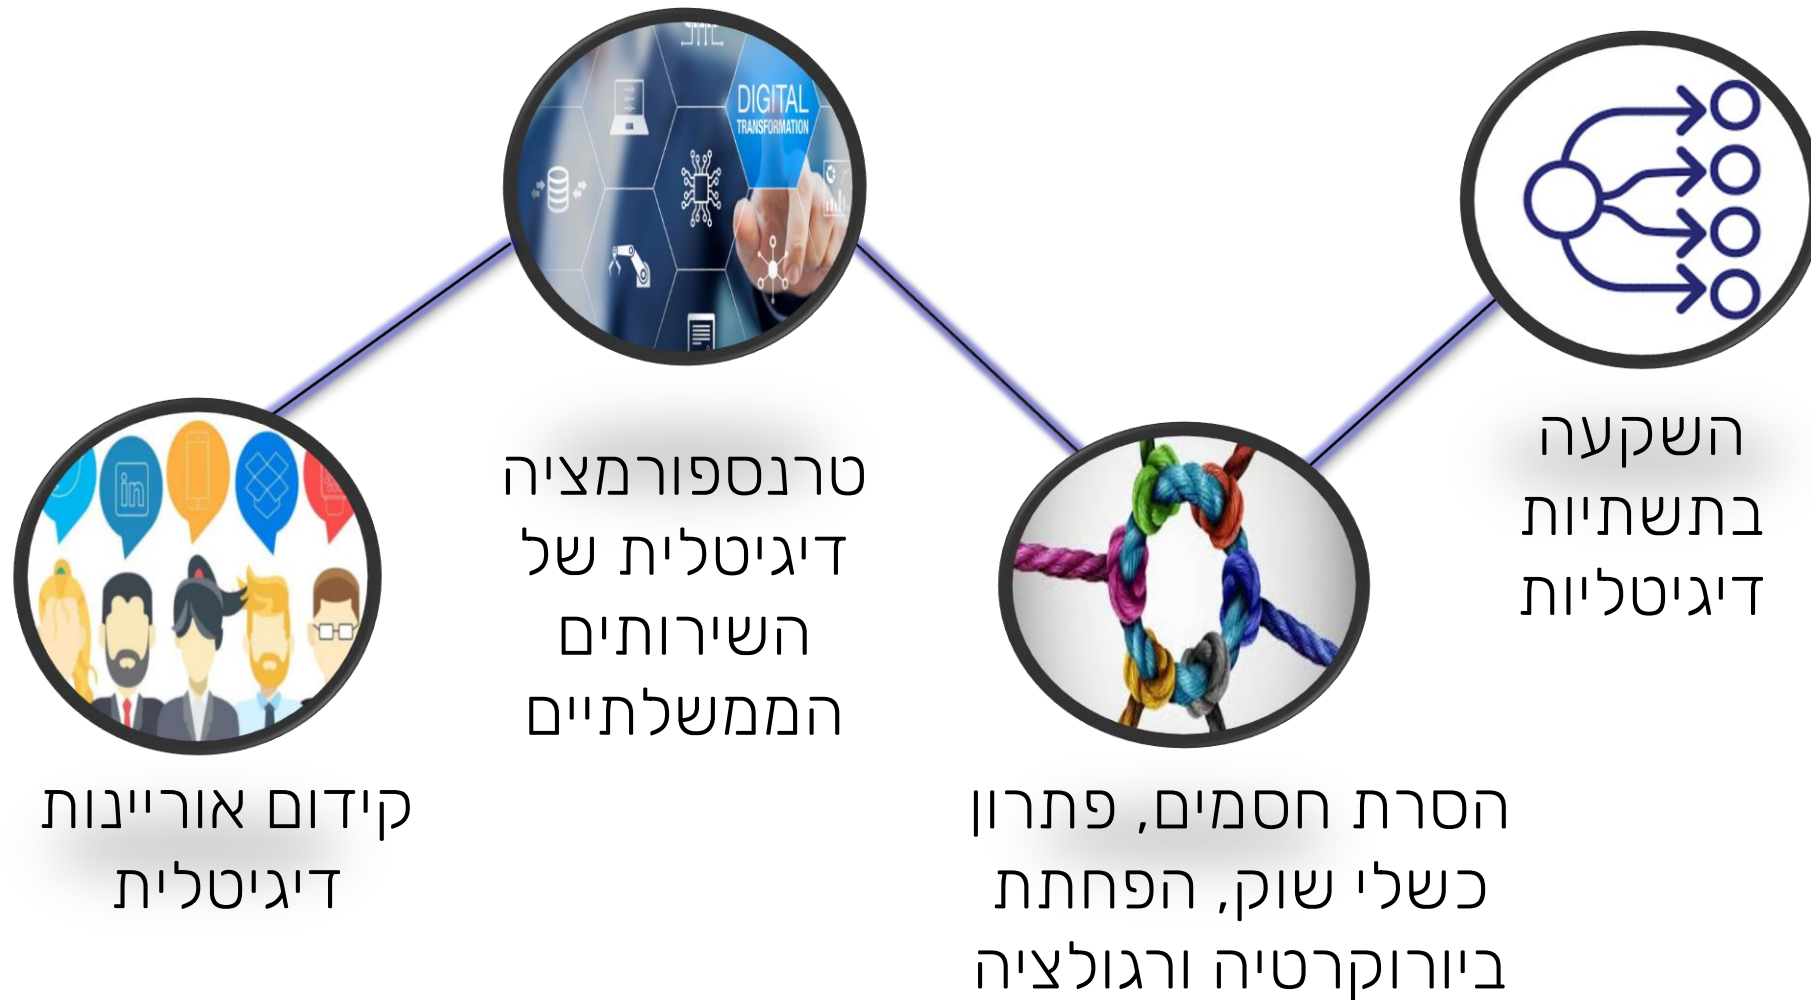 השקעה
בתשתיות
דיגיטליות
הסרת חסמים, פתרון
כשלי שוק, הפחתת
ביורוקרטיה ורגולציה
DIGITAL
TRANSFORMATION
טרנספורמציה
דיגיטלית של
השירותים
הממשלתיים
in
קידום אוריינות
דיגיטלית